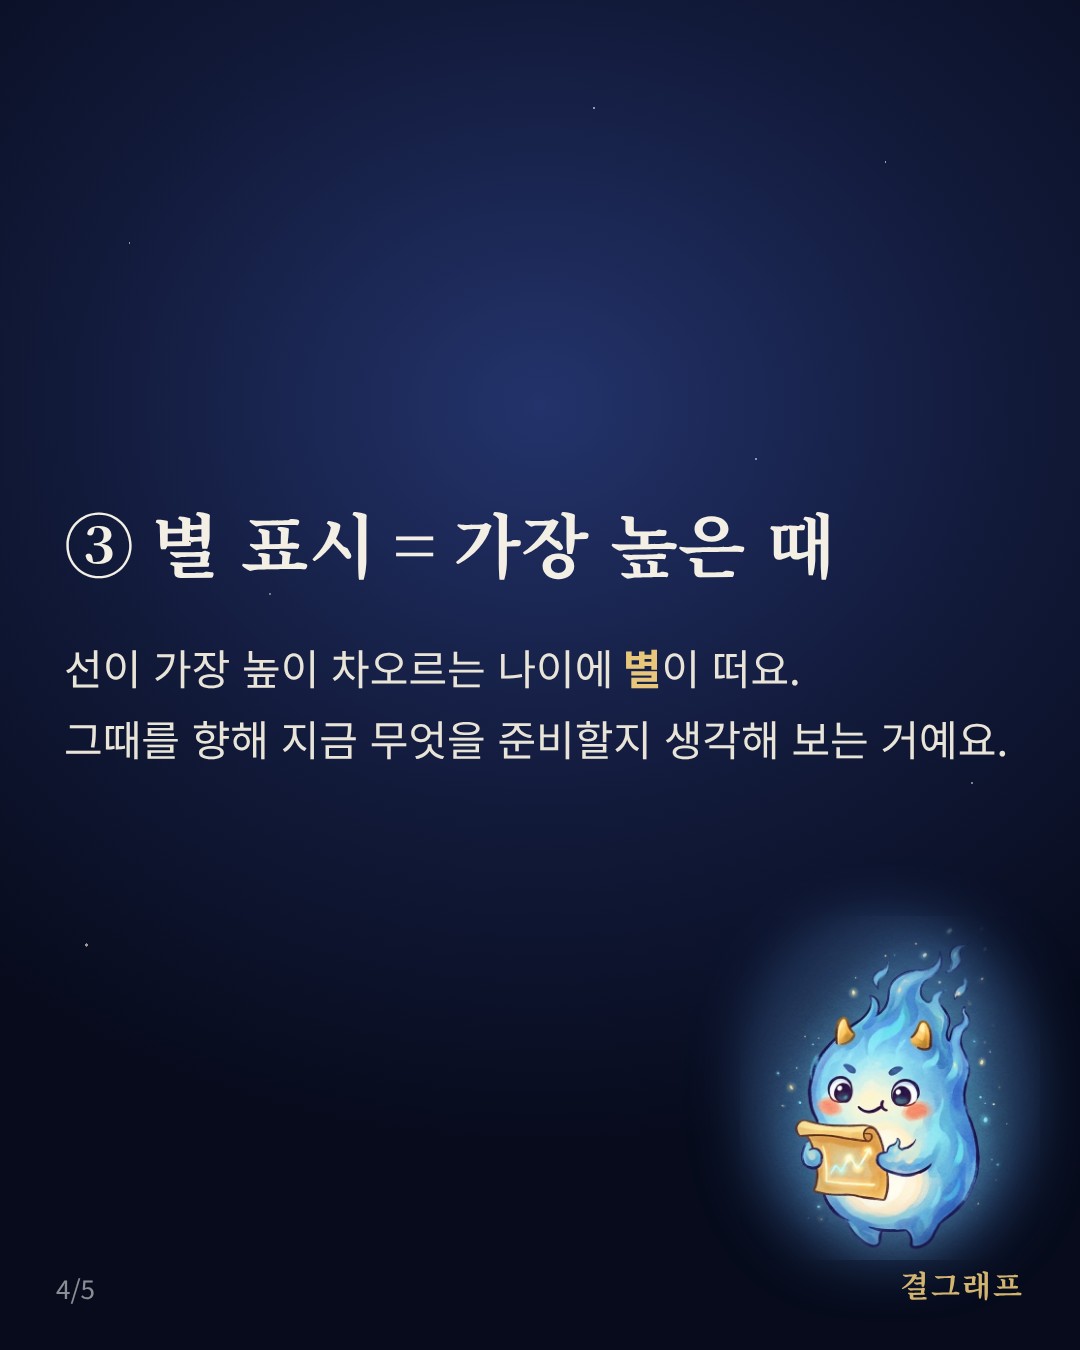 ③ 별 표시 = 가장 높은 때
선이 가장 높이 차오르는 나이에 별이 떠요.
그때를 향해 지금 무엇을 준비할지 생각해 보는 거예요.
4/5
결그래프